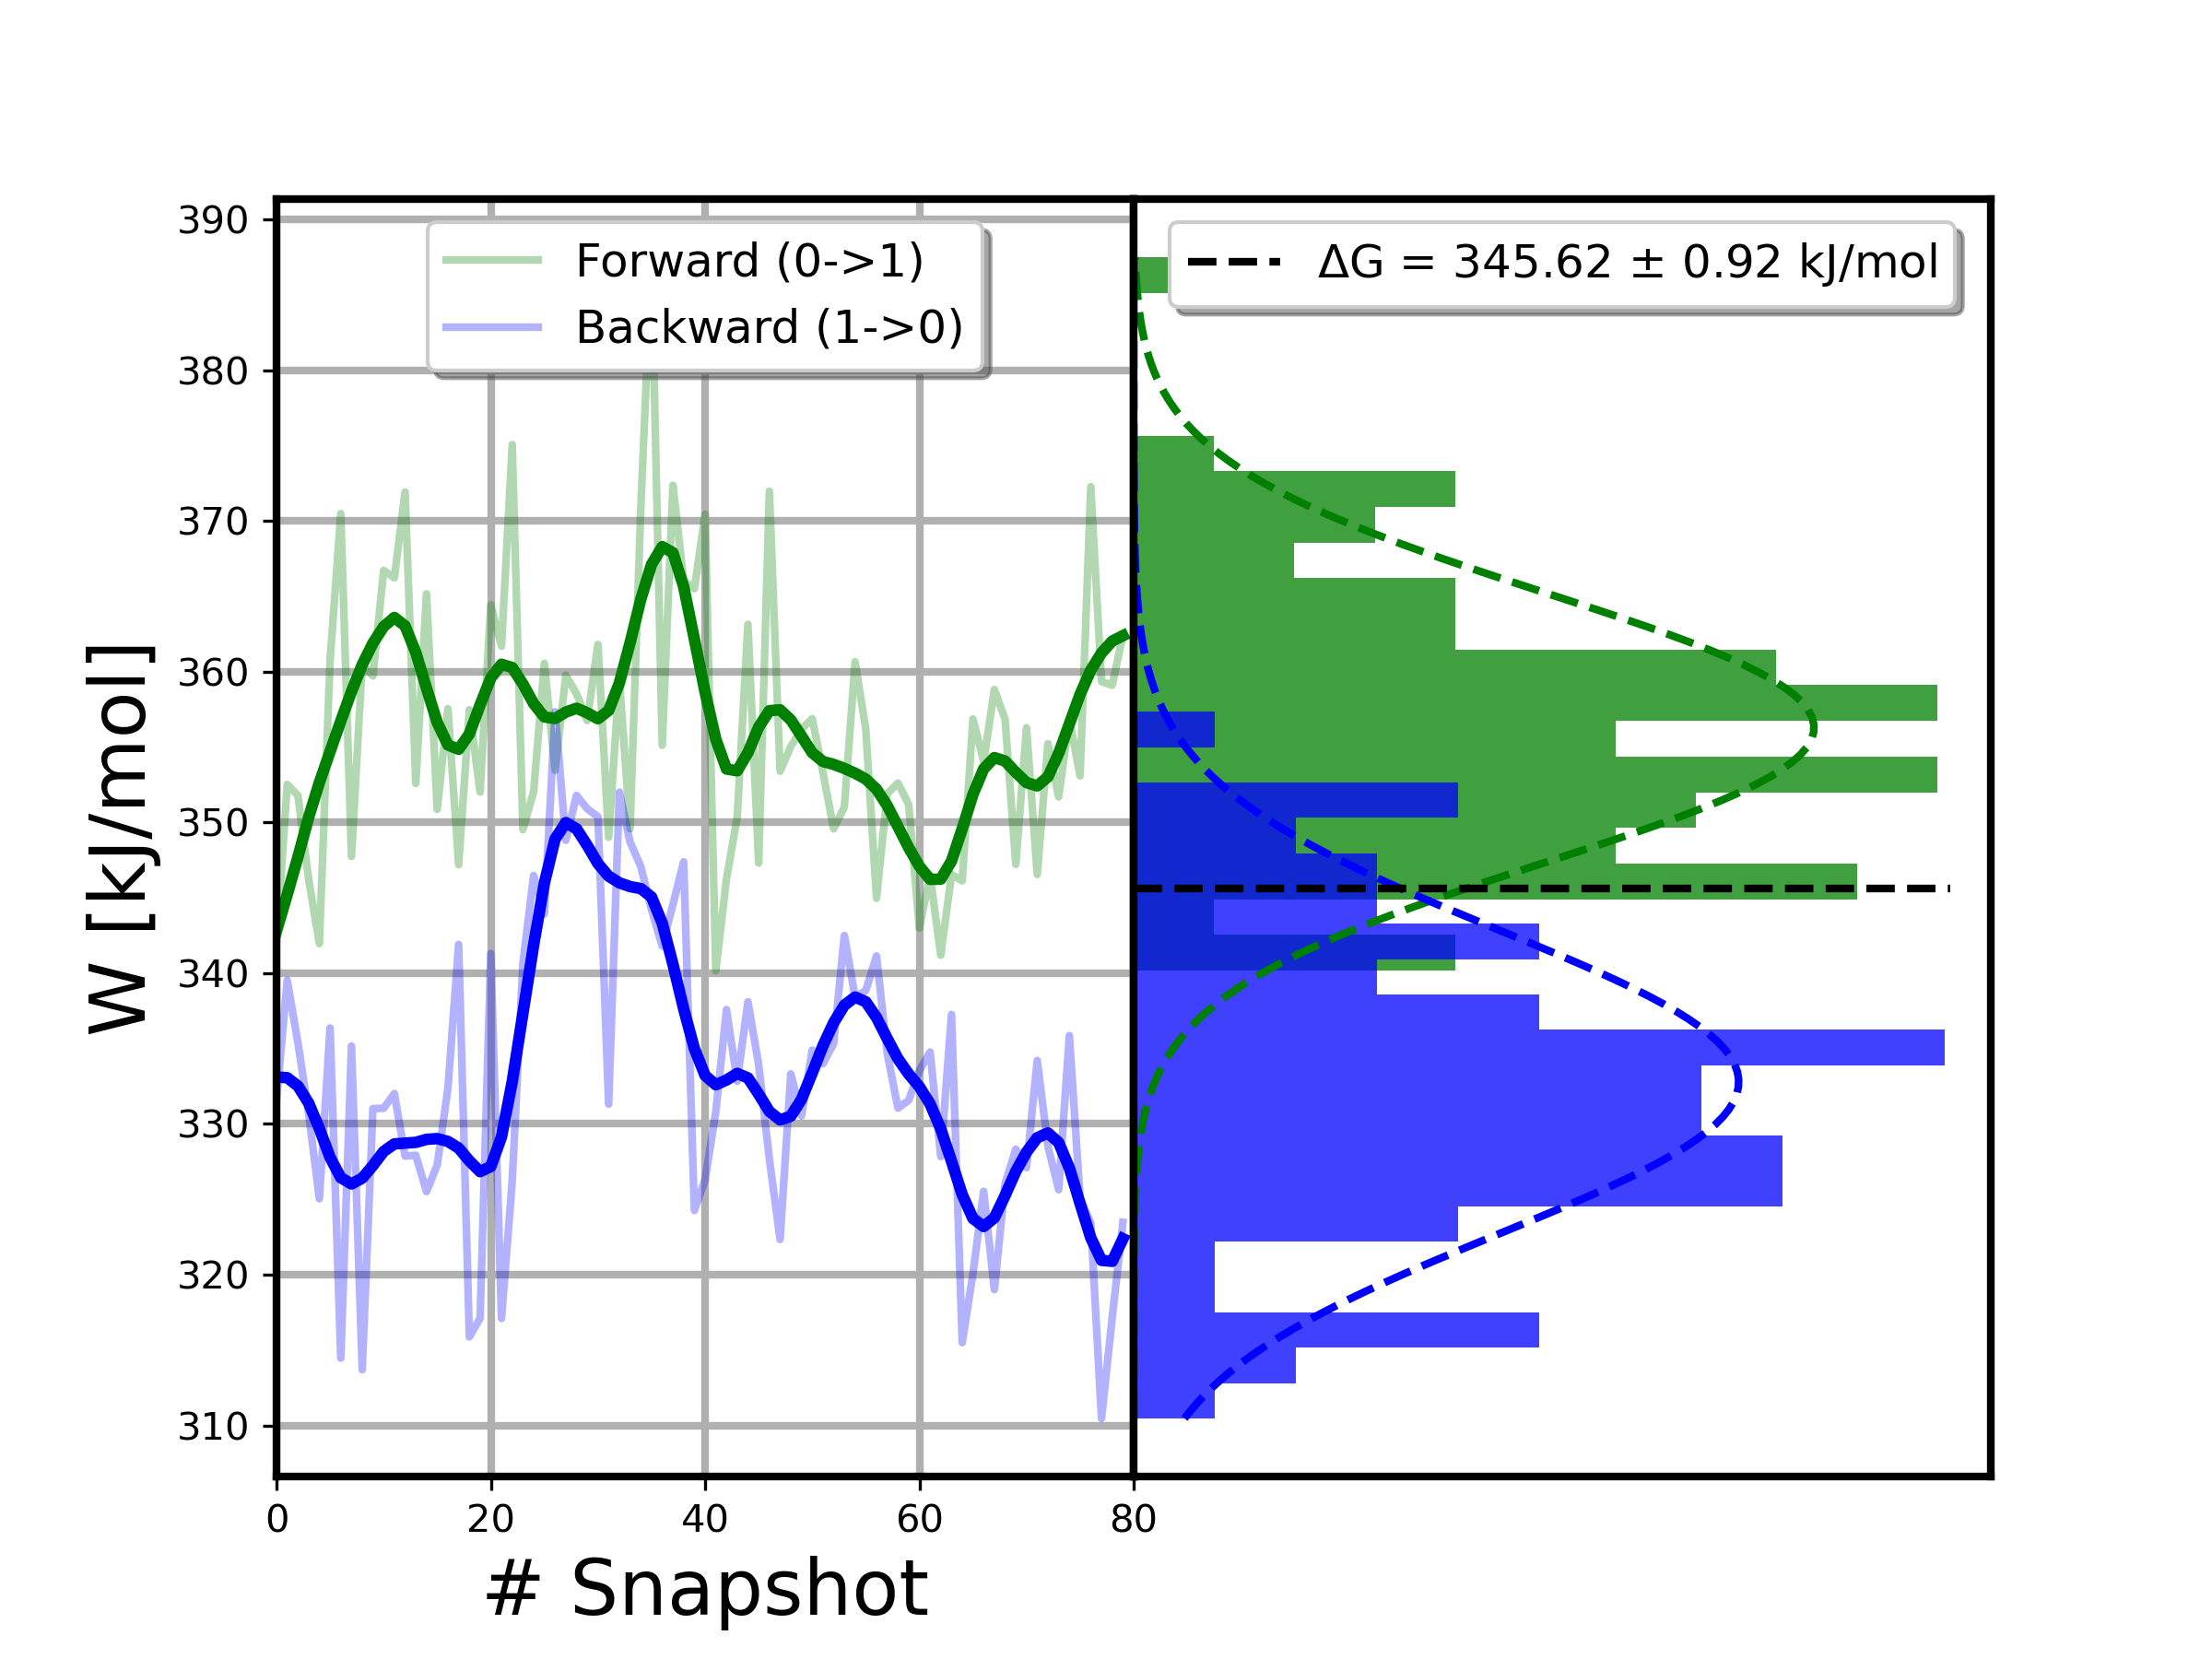 Forward (0->1)
Backward (1->0)
ΔG = 345.62 ± 0.92 kJ/mol
W [kJ/mol]
390
380
370
360
350
340
330
320
310
0 20 40 60 80
# Snapshot